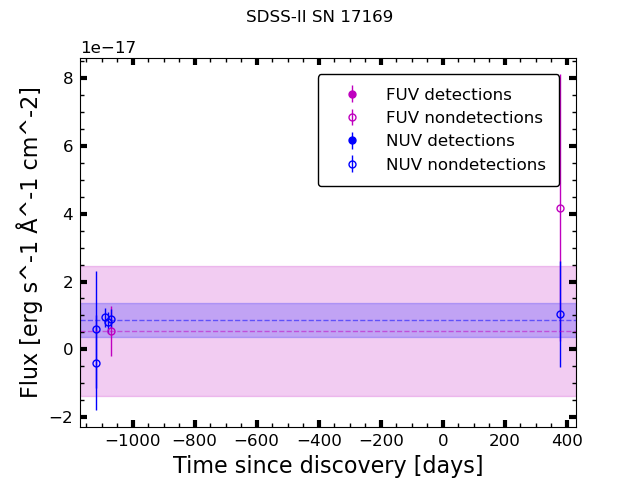 SDSS-II SN 17169
1e−17
Flux [erg s^-1 Å^-1 cm^-2]
8
6
4
2
0
−2
FUV detections
FUV nondetections
NUV detections
NUV nondetections
−1000 −800 −600 −400 −200 0 200 400
Time since discovery [days]